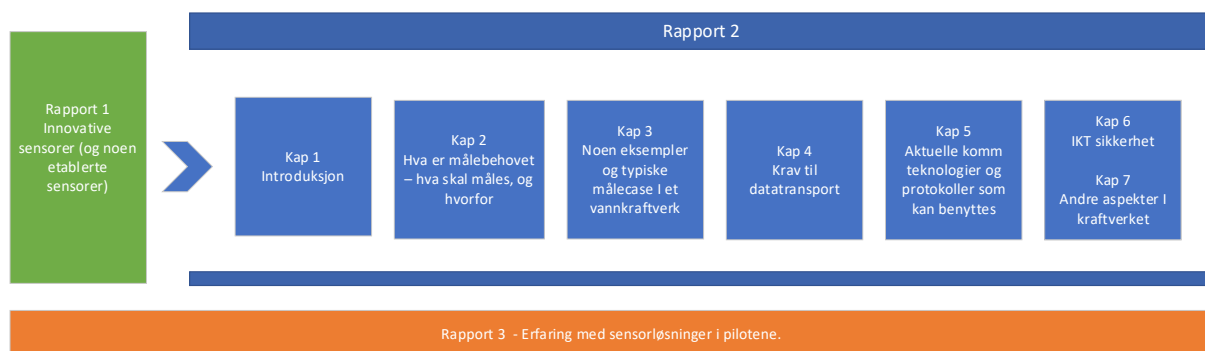 Rapport 2
Rapport 1
Innovative
sensorer (og noen
etablerte
sensorer)
Kap 1
Introduksjon
Kap 2
Hva er målebehovet
– hva skal måles, og
hvorfor
Kap 3
Noen eksempler
og typiske
målecase I et
vannkraftverk
Kap 4
Krav til
datatransport
Kap 5
Aktuelle komm
teknologier og
protokoller som
kan benyttes
Kap 6
IKT sikkerhet
Kap 7
Andre aspekter I
kraftverket
Rapport 3 - Erfaring med sensorløsninger i pilotene.